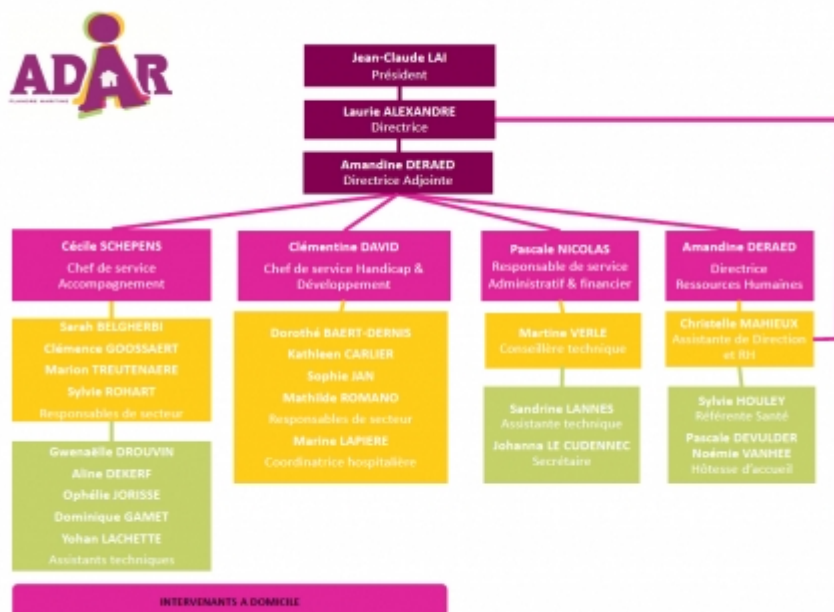 ADAR
FLANDRE MARITIME
Jean-Claude LAI
Président
Laurie ALEXANDRE
Directrice
Amandine DERAED
Directrice Adjointe
Cécile SCHEPENS
Chef de service
Accompagnement
Sarah BELGHERBI
Clémence GOOSSAERT
Marion TREUTENAERE
Sylvie ROHART
Responsables de secteur
Gwenaëlle DROUVIN
Aline DEKERF
Ophélie JORISSE
Dominique GAMET
Yohan LACHETTE
Assistants techniques
Clémentine DAVID
Chef de service Handicap &
Développement
Dorothé BAERT-DERNIS
Kathleen CARLIER
Sophie JAN
Mathilde ROMANO
Responsables de secteur
Marine LAPIERE
Coordinatrice hospitalière
Pascale NICOLAS
Responsable de service
Administratif & financier
Martine VERLE
Conseillère technique
Sandrine LANNES
Assistante technique
Johanna LE CUDENNEC
Secrétaire
Amandine DERAED
Directrice
Ressources Humaines
Christelle MAHIEUX
Assistante de Direction
et RH
Sylvie HOULEY
Référente Santé
Pascale DEVULDER
Noémie VANHEE
Hôtesse d'accueil
INTERVENANTS A DOMICILE